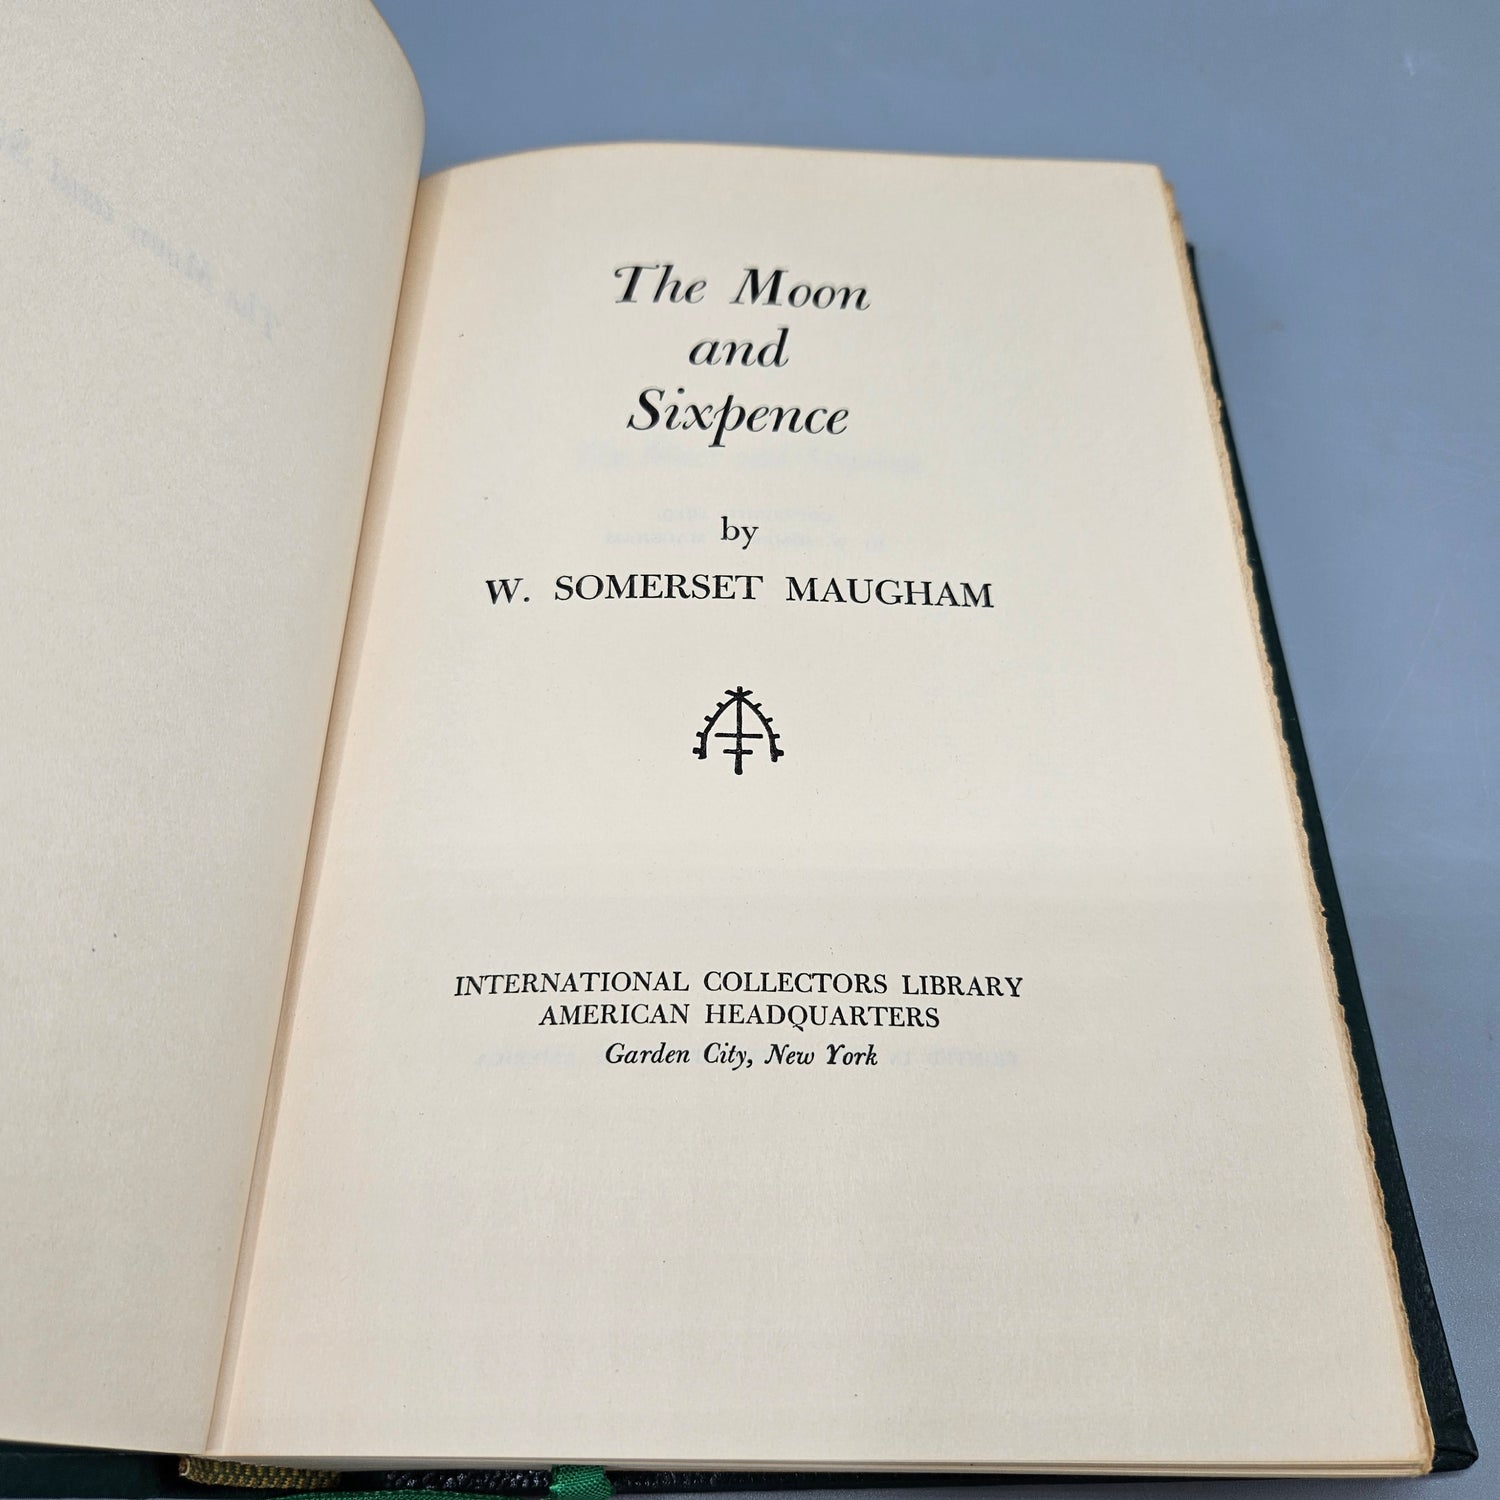 The Moon
and
Sixpence
by
W. SOMERSET MAUGHAM
INTERNATIONAL COLLECTORS LIBRARY
AMERICAN HEADQUARTERS
Garden City, New York